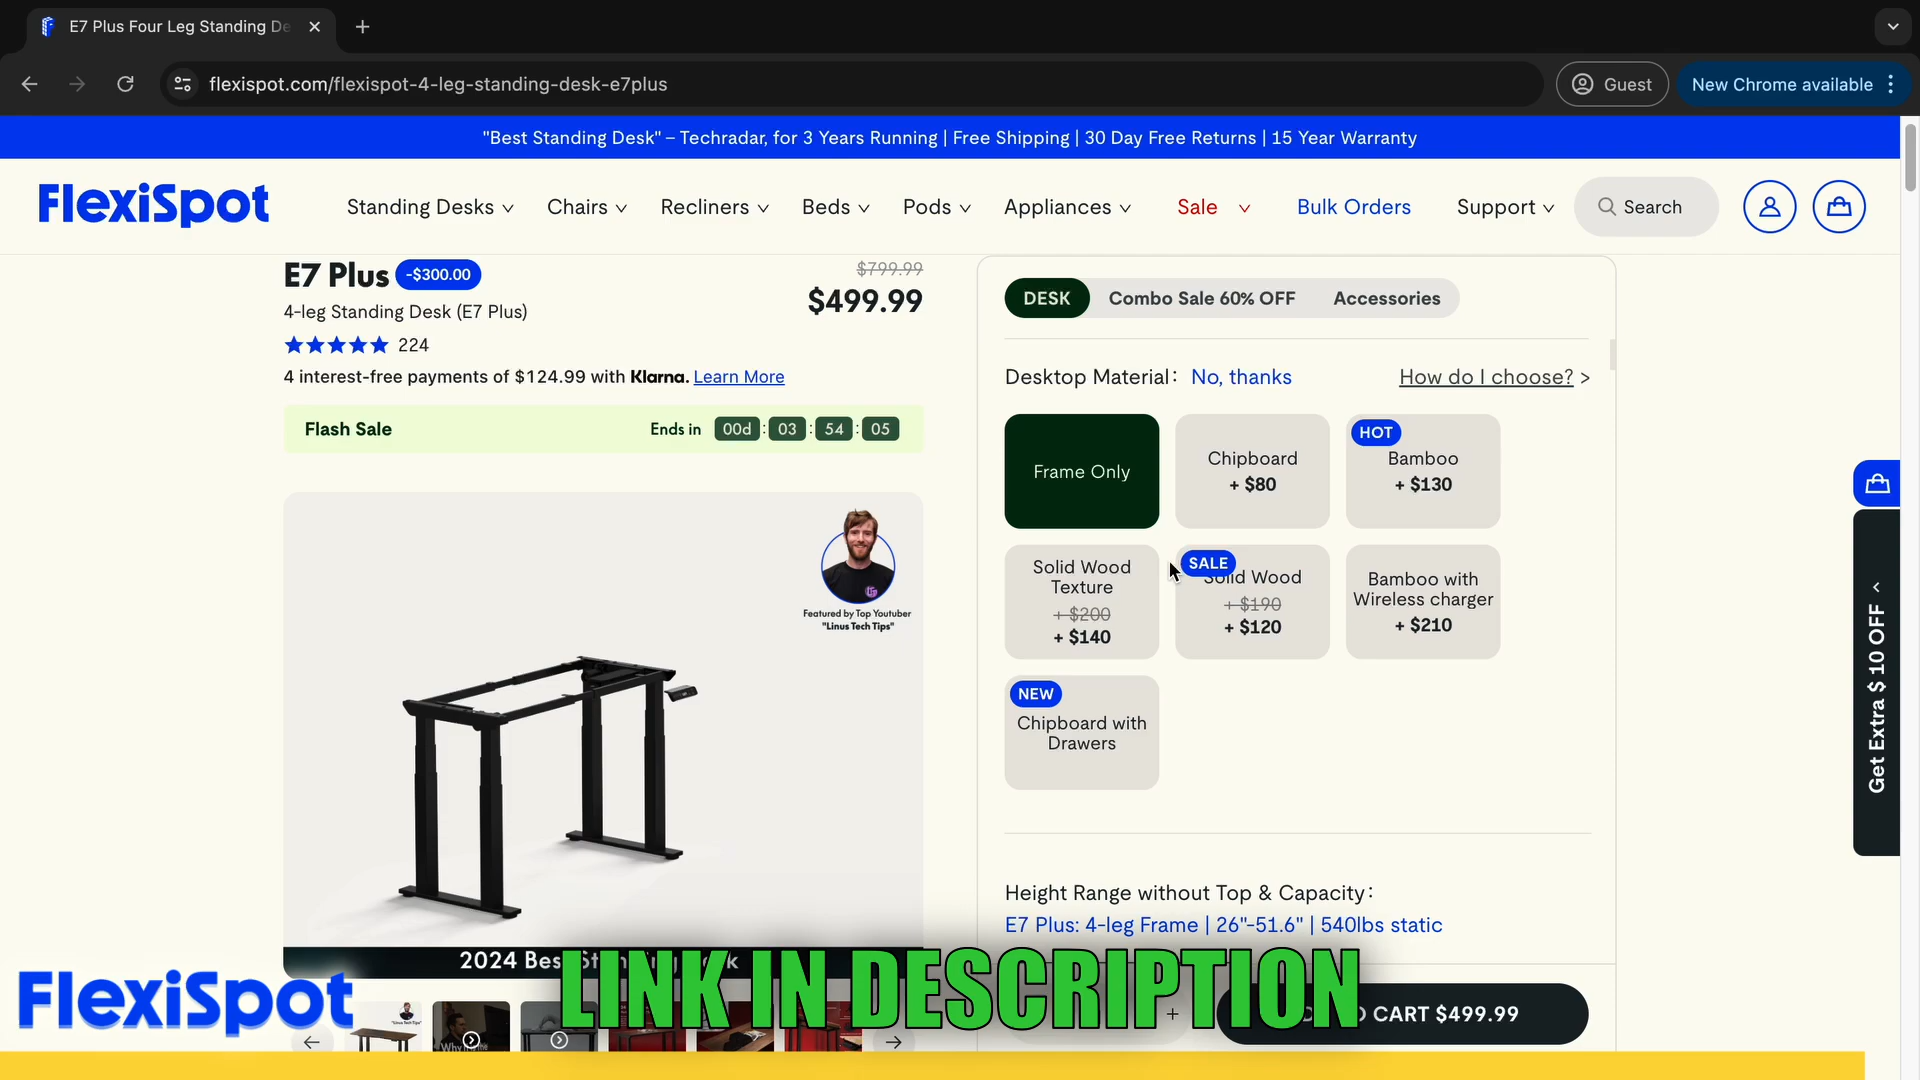 E7 Plus Four Leg Standing De
flexispot.com/flexispot-4-leg-standing-desk-e7plus
Guest
New Chrome available
"Best Standing Desk" – Techradar, for 3 Years Running | Free Shipping | 30 Day Free Returns | 15 Year Warranty
FlexiSpot
Standing Desks
Chairs
Recliners
Beds
Pods
Appliances
Sale
Bulk Orders
Support
Search
E7 Plus
-$300.00
$799.99
$499.99
4-leg Standing Desk (E7 Plus)
224
4 interest-free payments of $124.99 with Klarna. Learn More
Flash Sale
Ends in 00d : 03 : 54 : 05
Featured by Top Youtuber
"Linus Tech Tips"
DESK
Combo Sale 60% OFF
Accessories
Desktop Material: No, thanks
How do I choose? >
Frame Only
Chipboard
+ $80
HOT
Bamboo
+ $130
Solid Wood
Texture
+ $200
+ $140
SALE
Solid Wood
+ $190
+ $120
Bamboo with
Wireless charger
+ $210
NEW
Chipboard with
Drawers
Height Range without Top & Capacity:
E7 Plus: 4-leg Frame | 26"-51.6" | 540lbs static
Get Extra $ 10 OFF
2024 Bes
LINK IN DESCRIPTION
FlexiSpot
"Linus Tech Tips"
+
CART $499.99